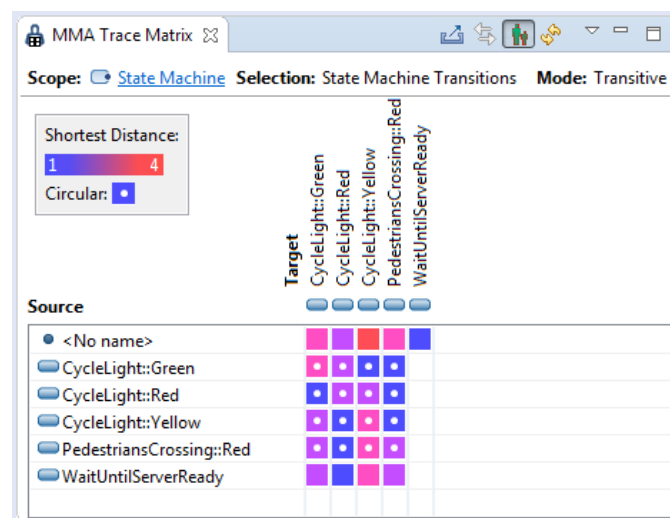 MMA Trace Matrix
Scope: State Machine Selection: State Machine Transitions Mode: Transitive
Shortest Distance:
1 4
Circular:
Target
CycleLight::Green
CycleLight::Red
CycleLight::Yellow
PedestriansCrossing::Red
WaitUntilServerReady
Source
<No name>
CycleLight::Green
CycleLight::Red
CycleLight::Yellow
PedestriansCrossing::Red
WaitUntilServerReady